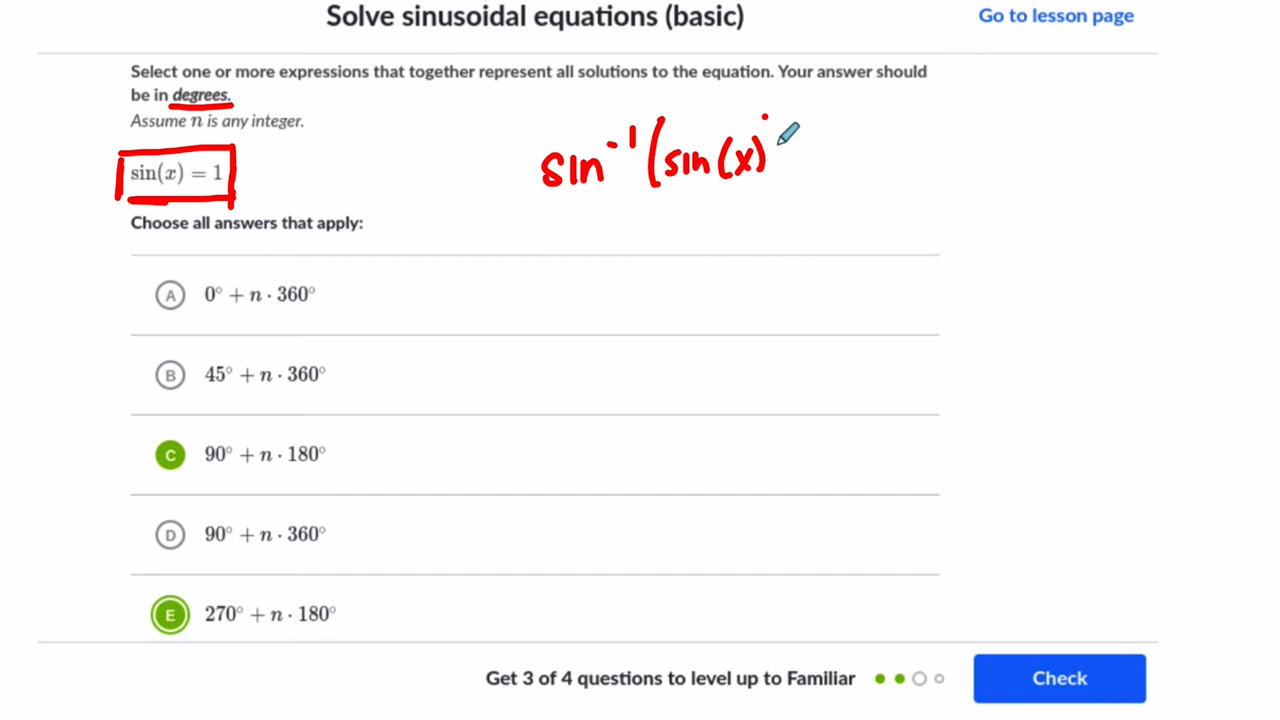 Solve sinusoidal equations (basic)
Go to lesson page
Select one or more expressions that together represent all solutions to the equation. Your answer should
be in degrees.
Assume n is any integer.
sin(x) = 1
sin⁻¹(sin(x)
Choose all answers that apply:
A 0° + n · 360°
B 45° + n · 360°
C 90° + n · 180°
D 90° + n · 360°
E 270° + n · 180°
Get 3 of 4 questions to level up to Familiar
Check